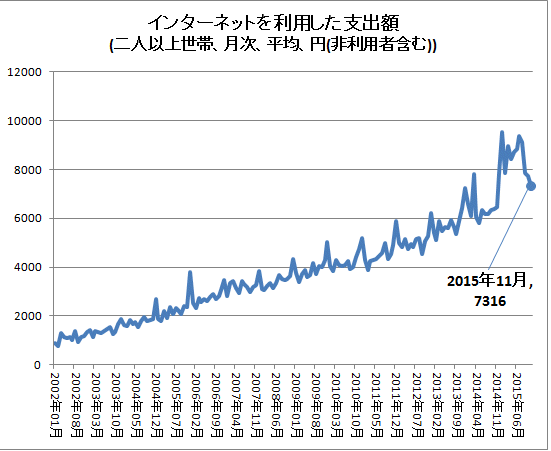 インターネットを利用した支出額
(二人以上世帯、月次、平均、円(非利用者含む))
12000
10000
8000
6000
4000
2000
0
2015年11月,
7316
2002年01月
2002年08月
2003年03月
2003年10月
2004年05月
2004年12月
2005年07月
2006年02月
2006年09月
2007年04月
2007年11月
2008年06月
2009年01月
2009年08月
2010年03月
2010年10月
2011年05月
2011年12月
2012年07月
2013年02月
2013年09月
2014年04月
2014年11月
2015年06月